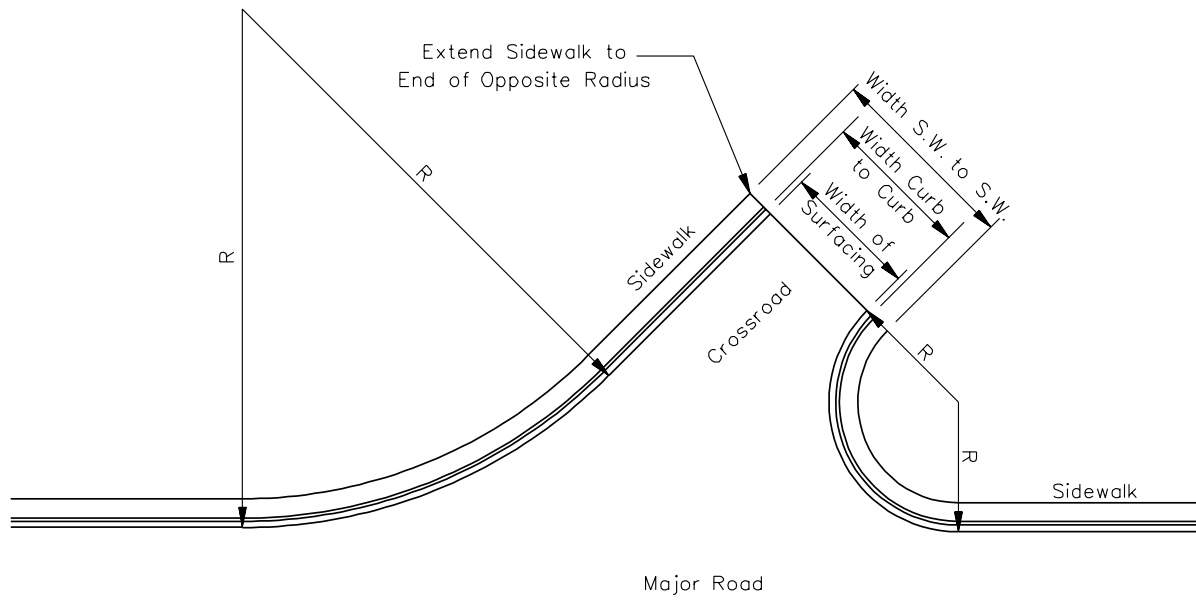 Extend Sidewalk to
End of Opposite Radius
Width S.W. to S.W.
Width Curb
to Curb
Width of
Surfacing
R
R
Sidewalk
Crossroad
R
R
Sidewalk
Major Road